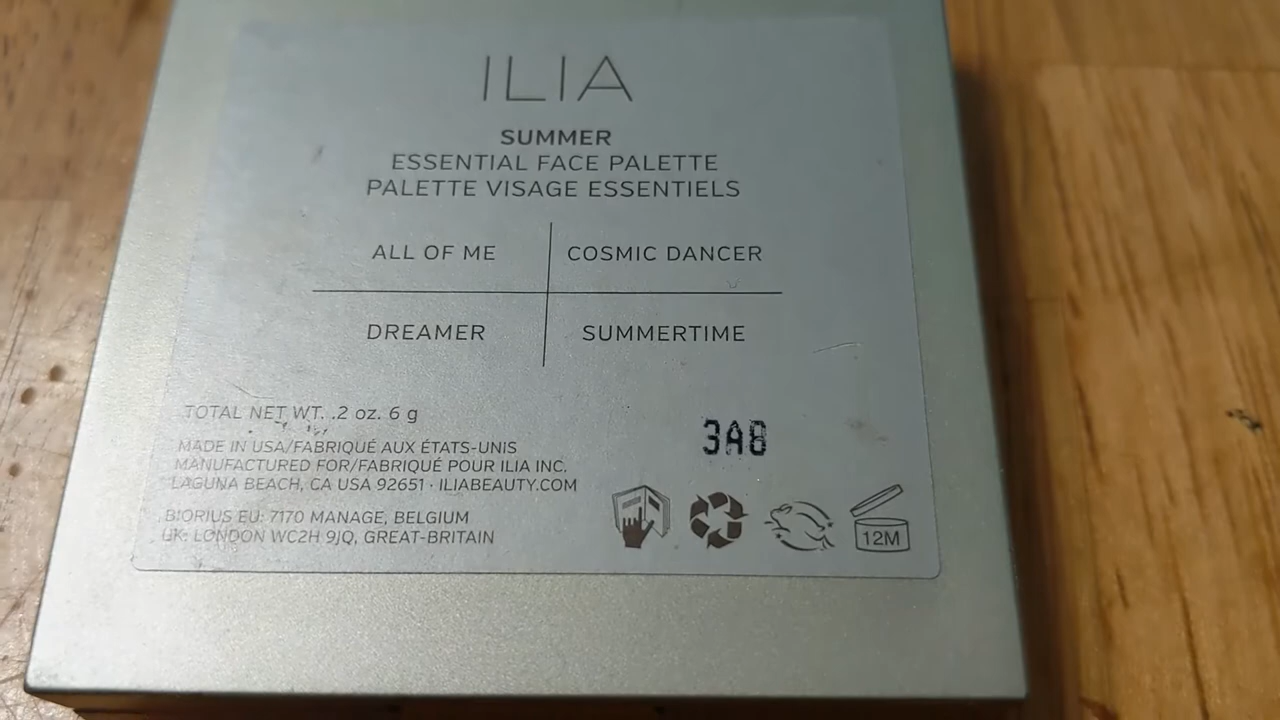 ILIA
SUMMER
ESSENTIAL FACE PALETTE
PALETTE VISAGE ESSENTIELS
ALL OF ME COSMIC DANCER
DREAMER SUMMERTIME
TOTAL NET WT. .2 oz. 6 g
MADE IN USA/FABRIQUÉ AUX ÉTATS-UNIS
MANUFACTURED FOR/FABRIQUÉ POUR ILIA INC.
LAGUNA BEACH, CA USA 92651 · ILIABEAUTY.COM
BIORIUS EU: 7170 MANAGE, BELGIUM
UK: LONDON WC2H 9JQ, GREAT-BRITAIN
3A8
12M